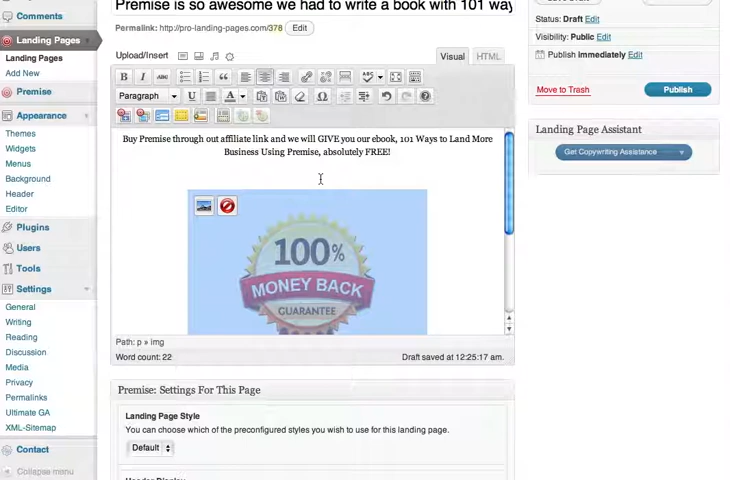 Comments
Landing Pages
Landing Pages
Add New
Premise
Appearance
Themes
Widgets
Menus
Background
Header
Editor
Plugins
Users
Tools
Settings
General
Writing
Reading
Discussion
Media
Privacy
Permalinks
Ultimate GA
XML-Sitemap
Contact
Collapse menu
Premise is so awesome we had to write a book with 101 way
Permalink: http://pro-landing-pages.com/378 Edit
Upload/Insert
Visual HTML
B I ABC ABC
Paragraph U A
Buy Premise through out affiliate link and we will GIVE you our ebook, 101 Ways to Land More
Business Using Premise, absolutely FREE!
100%
MONEY BACK
GUARANTEE
Path: p » img
Word count: 22 Draft saved at 12:25:17 am.
Premise: Settings For This Page
Landing Page Style
You can choose which of the preconfigured styles you wish to use for this landing page.
Default
Status: Draft Edit
Visibility: Public Edit
Publish immediately Edit
Move to Trash Publish
Landing Page Assistant
Get Copywriting Assistance